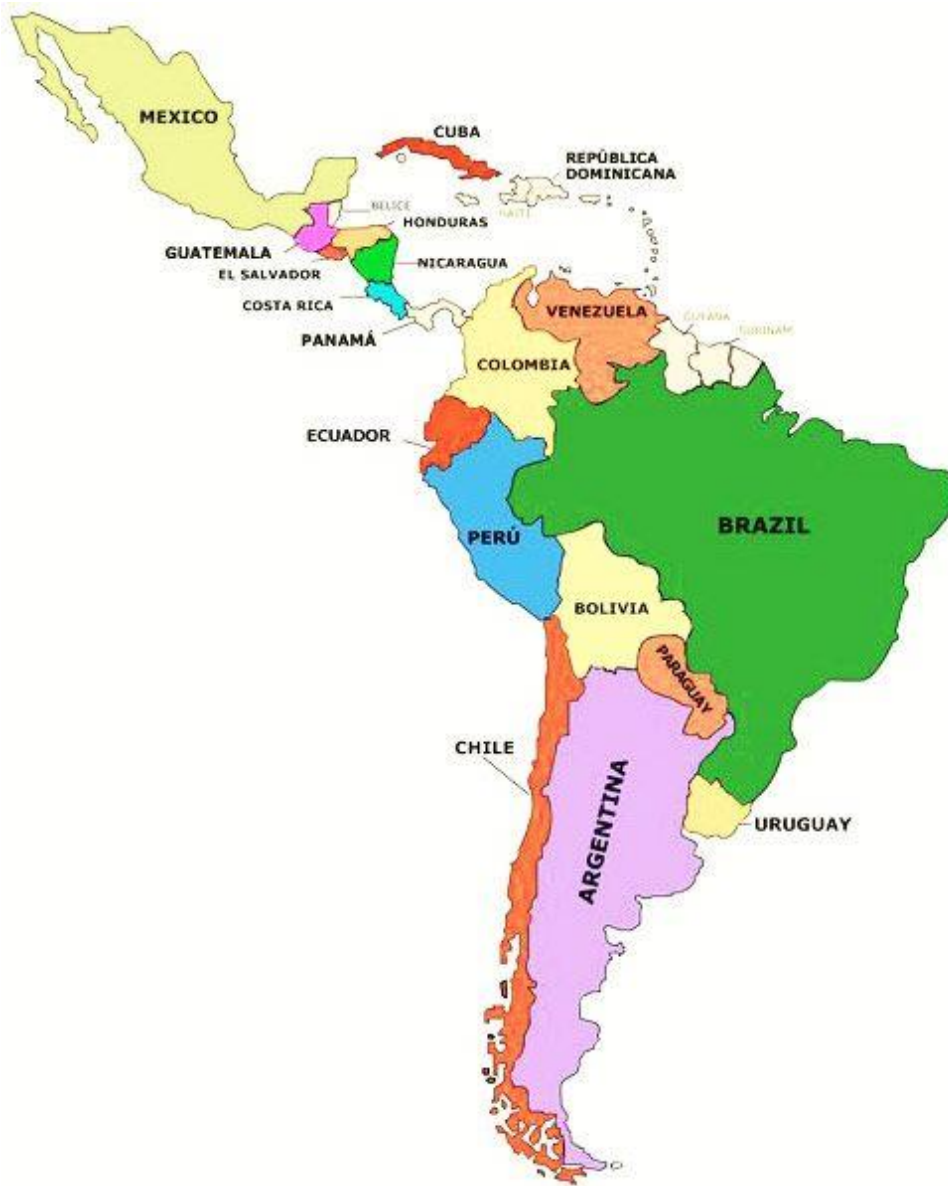 MEXICO
CUBA
REPÚBLICA
DOMINICANA
BELICE
HAITI
HONDURAS
GUATEMALA
NICARAGUA
EL SALVADOR
COSTA RICA
PANAMÁ
VENEZUELA
GUYANA
SURINAM
COLOMBIA
ECUADOR
BRAZIL
PERÚ
BOLIVIA
PARAGUAY
CHILE
ARGENTINA
URUGUAY